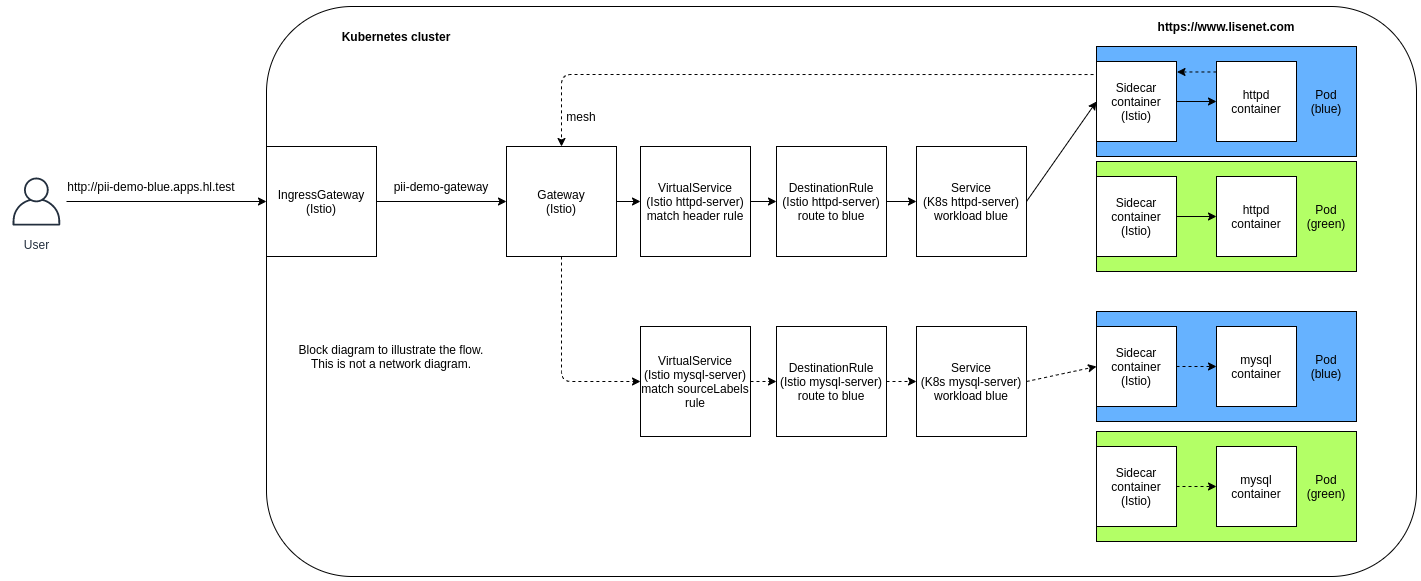 Kubernetes cluster
https://www.lisenet.com
http://pii-demo-blue.apps.hl.test
User
IngressGateway
(Istio)
pii-demo-gateway
mesh
Gateway
(Istio)
VirtualService
(Istio httpd-server)
match header rule
DestinationRule
(Istio httpd-server)
route to blue
Service
(K8s httpd-server)
workload blue
Sidecar
container
(Istio)
httpd
container
Pod
(blue)
Sidecar
container
(Istio)
httpd
container
Pod
(green)
Block diagram to illustrate the flow.
This is not a network diagram.
VirtualService
(Istio mysql-server)
match sourceLabels
rule
DestinationRule
(Istio mysql-server)
route to blue
Service
(K8s mysql-server)
workload blue
Sidecar
container
(Istio)
mysql
container
Pod
(blue)
Sidecar
container
(Istio)
mysql
container
Pod
(green)